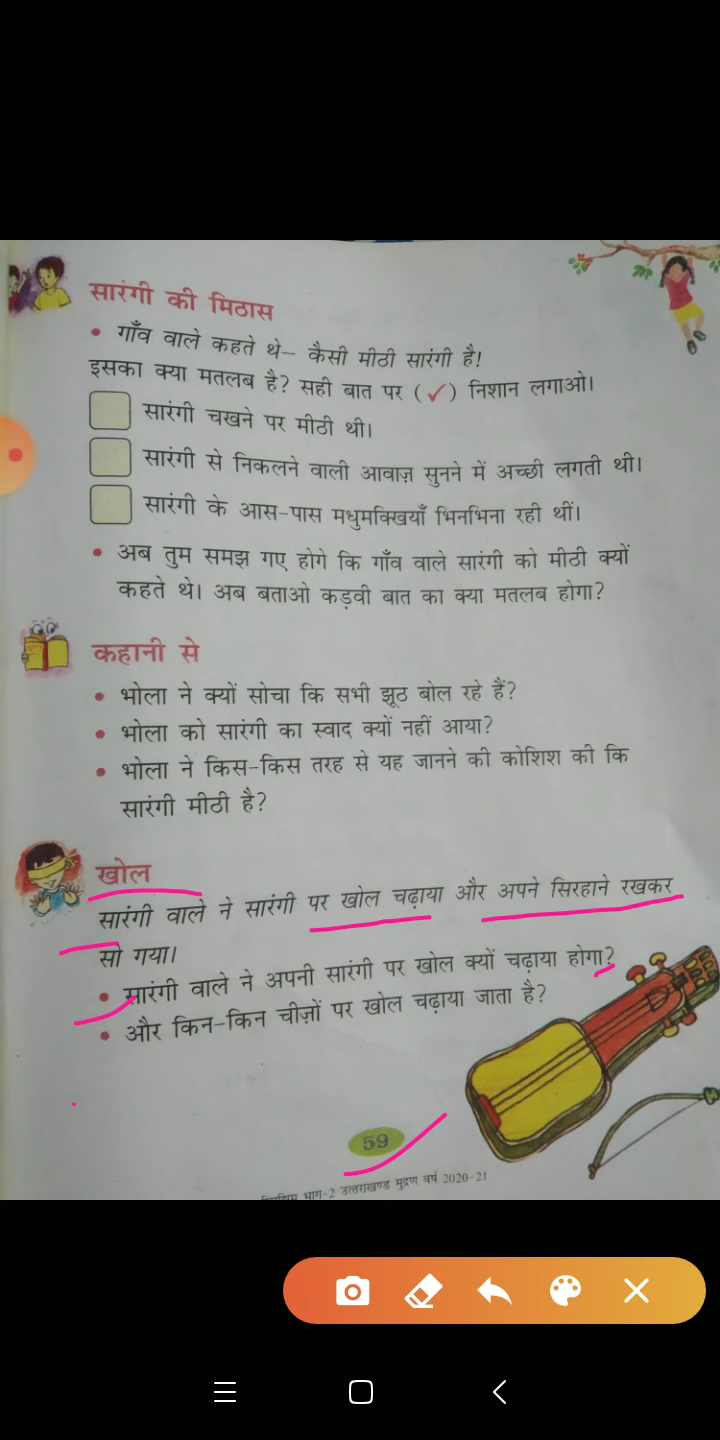 सारंगी की मिठास
• गाँव वाले कहते थे– कैसी मीठी सारंगी है!
इसका क्या मतलब है? सही बात पर (✓) निशान लगाओ।
सारंगी चखने पर मीठी थी।
सारंगी से निकलने वाली आवाज़ सुनने में अच्छी लगती थी।
सारंगी के आस-पास मधुमक्खियाँ भिनभिना रही थीं।
• अब तुम समझ गए होगे कि गाँव वाले सारंगी को मीठी क्यों
कहते थे। अब बताओ कड़वी बात का क्या मतलब होगा?
कहानी से
• भोला ने क्यों सोचा कि सभी झूठ बोल रहे हैं?
• भोला को सारंगी का स्वाद क्यों नहीं आया?
• भोला ने किस-किस तरह से यह जानने की कोशिश की कि
सारंगी मीठी है?
खोल
सारंगी वाले ने सारंगी पर खोल चढ़ाया और अपने सिरहाने रखकर
सो गया।
• सारंगी वाले ने अपनी सारंगी पर खोल क्यों चढ़ाया होगा?
• और किन-किन चीज़ों पर खोल चढ़ाया जाता है?
59
भाग-2 उत्तराखण्ड मुद्रण वर्ष 2020-21